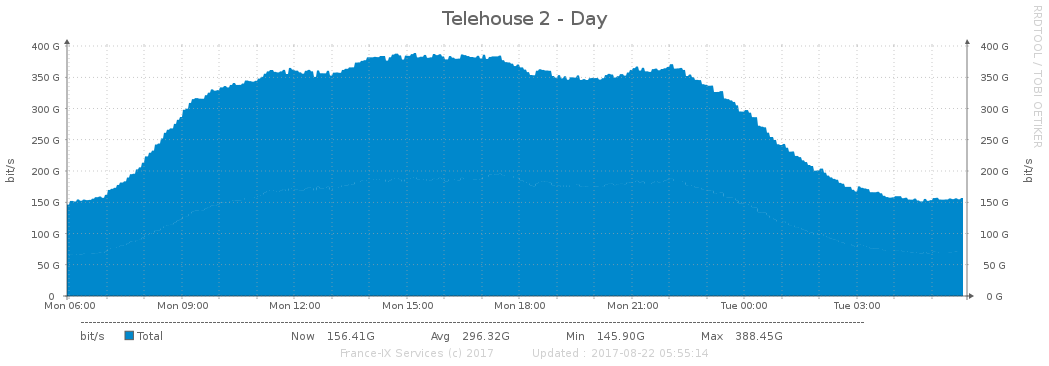 Telehouse 2 - Day
RRDTOOL / TOBI OETIKER
400 G 400 G
350 G 350 G
300 G 300 G
250 G 250 G
200 G 200 G
150 G 150 G
100 G 100 G
50 G 50 G
0 0 G
bit/s bit/s
Mon 06:00 Mon 09:00 Mon 12:00 Mon 15:00 Mon 18:00 Mon 21:00 Tue 00:00 Tue 03:00
bit/s Total Now 156.41G Avg 296.32G Min 145.90G Max 388.45G
France-IX Services (c) 2017 Updated : 2017-08-22 05:55:14